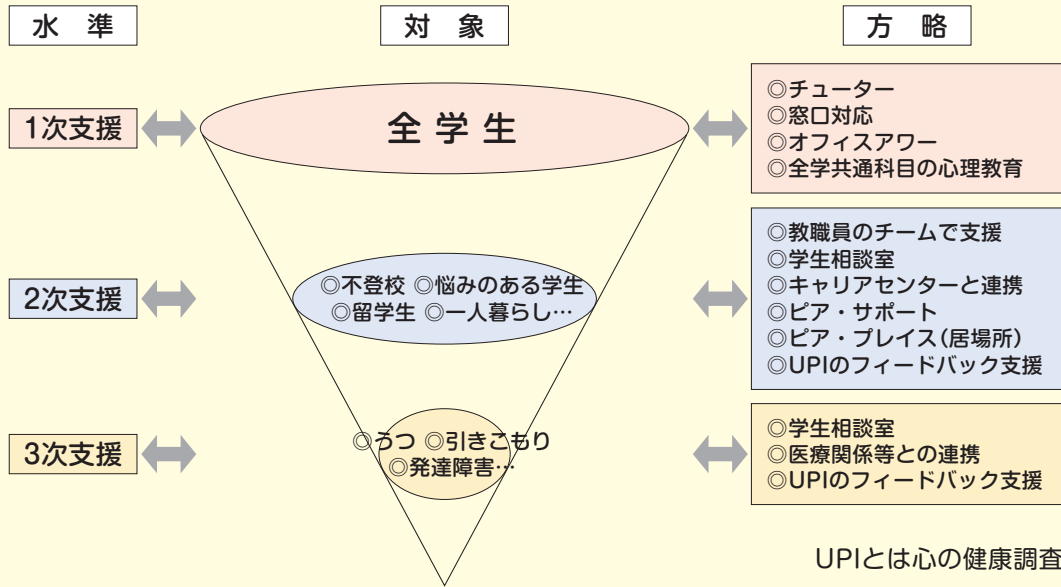 水 準
対 象
方 略
1次支援
全 学 生
◎チューター
◎窓口対応
◎オフィスアワー
◎全学共通科目の心理教育
2次支援
◎不登校 ◎悩みのある学生
◎留学生 ◎一人暮らし…
◎教職員のチームで支援
◎学生相談室
◎キャリアセンターと連携
◎ピア・サポート
◎ピア・プレイス(居場所)
◎UPIのフィードバック支援
3次支援
◎うつ ◎引きこもり
◎発達障害…
◎学生相談室
◎医療関係等との連携
◎UPIのフィードバック支援
UPIとは心の健康調査